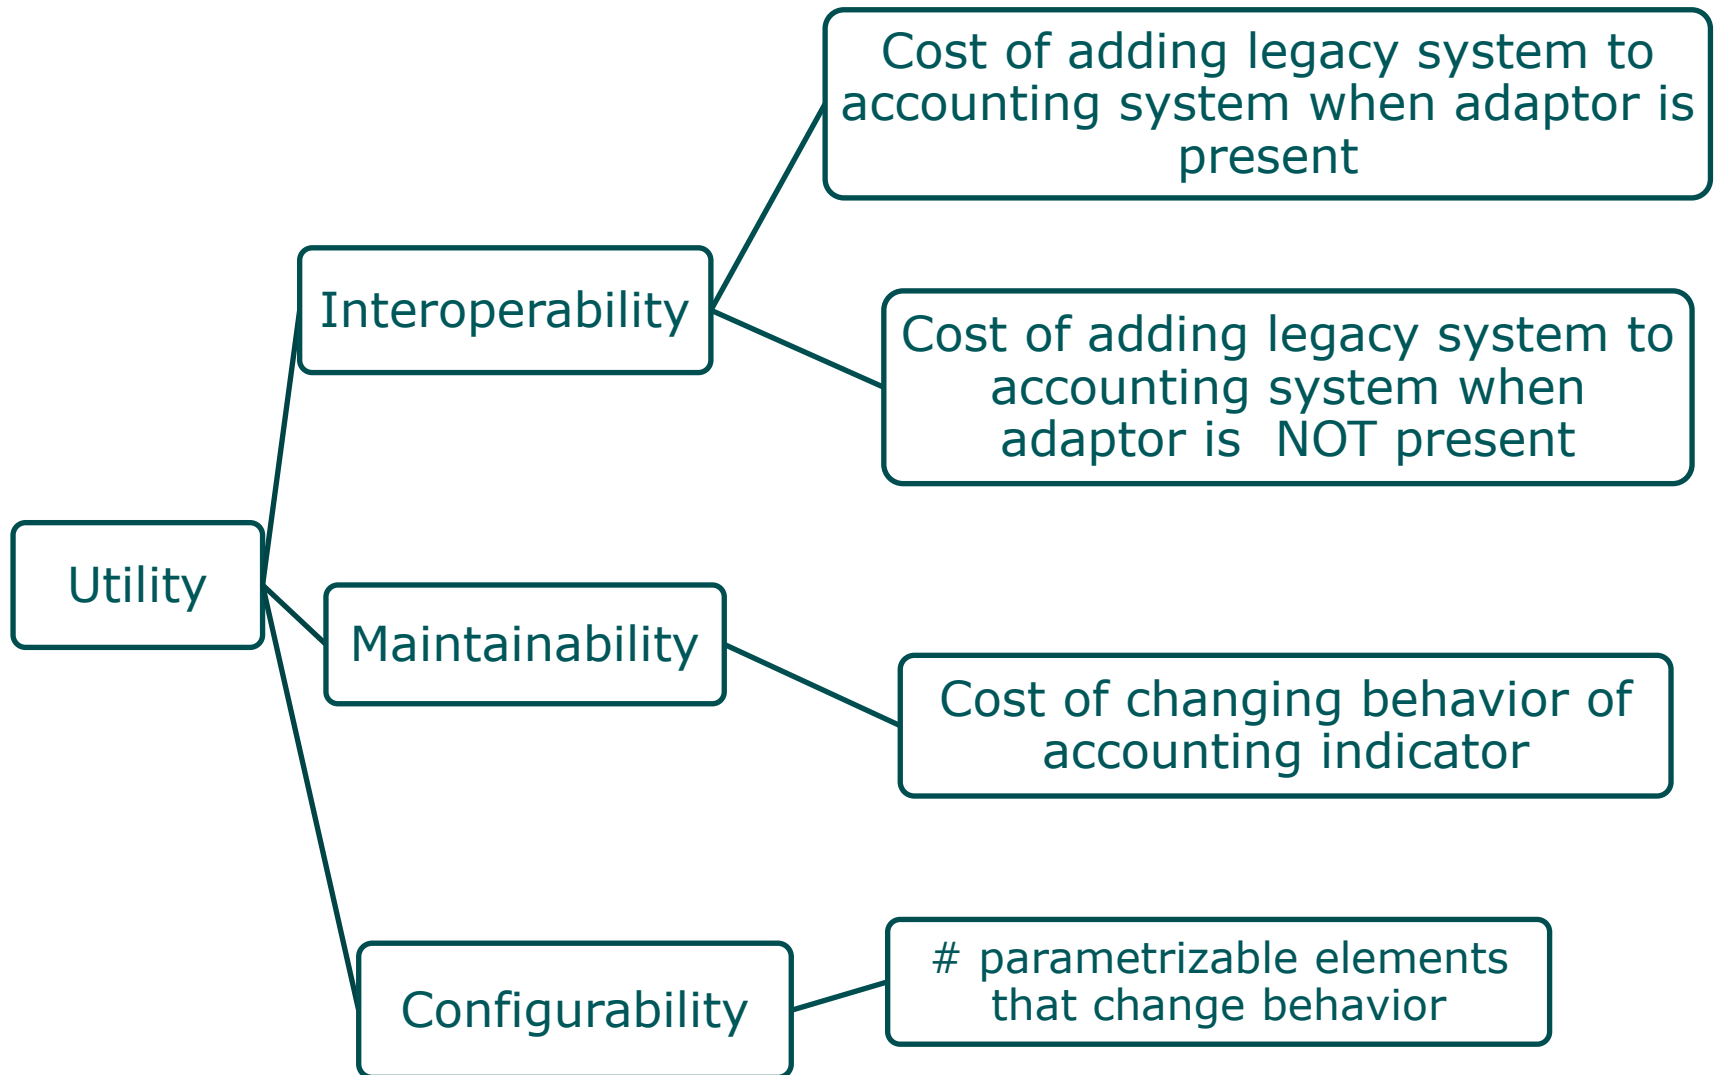 Cost of adding legacy system to
accounting system when adaptor is
present
Interoperability
Cost of adding legacy system to
accounting system when
adaptor is  NOT present
Utility
Maintainability
Cost of changing behavior of
accounting indicator
Configurability
# parametrizable elements
that change behavior